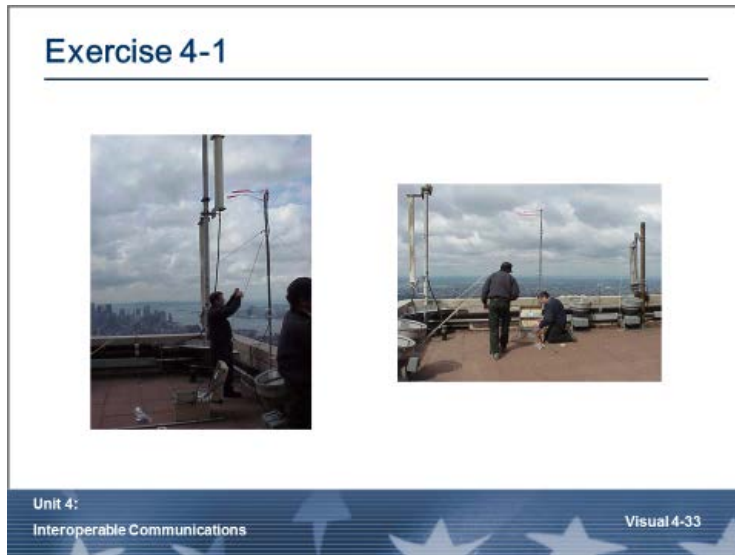 Exercise 4-1
Unit 4:
Interoperable Communications
Visual 4-33